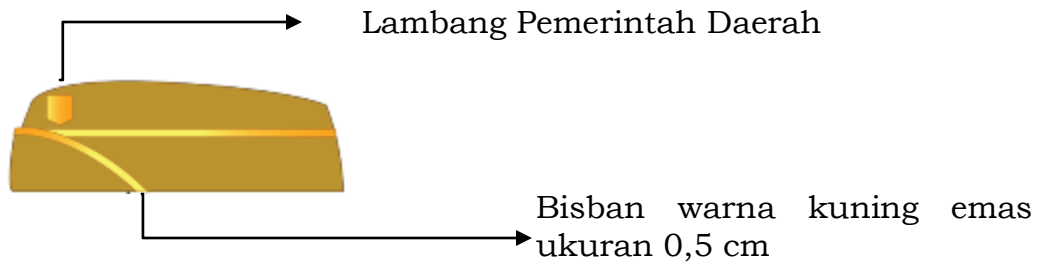 Lambang Pemerintah Daerah
Bisban warna kuning emas
ukuran 0,5 cm